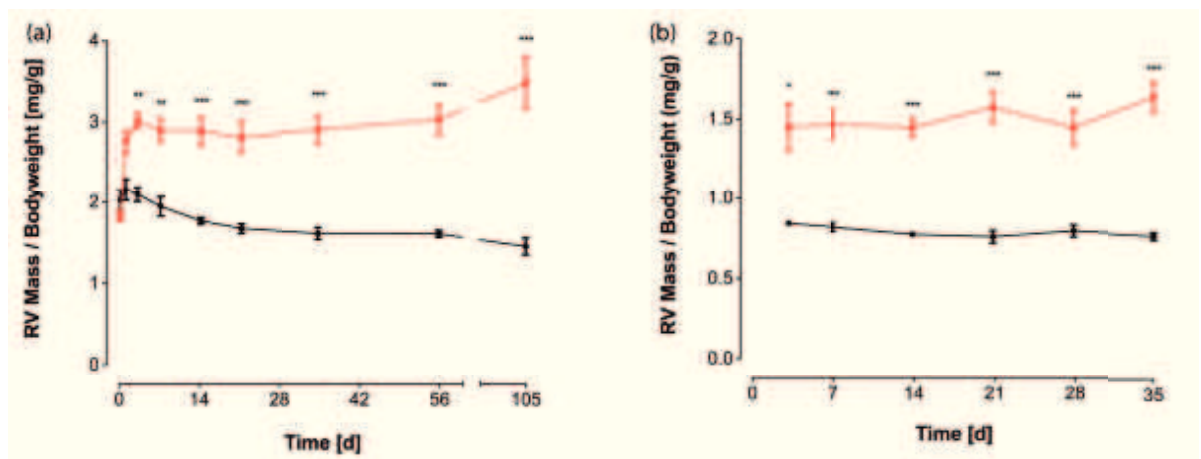 (a)
RV Mass / Bodyweight [mg/g]
4
3
2
1
0
** ** *** *** *** *** ***
0 14 28 42 56 105
Time [d]
(b)
RV Mass / Bodyweight (mg/g)
2.0
1.5
1.0
0.5
0.0
* *** *** *** *** ***
0 7 14 21 28 35
Time [d]